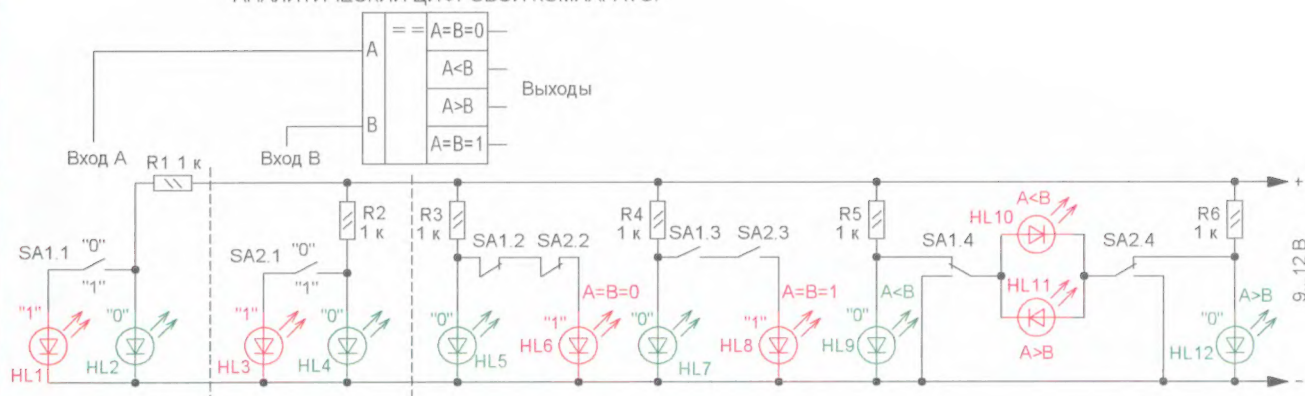 == A=B=0
A
A<B
Выходы
A>B
B
A=B=1
Вход A R1 1 к Вход B
+
R2 1 к
R3 1 к
R4 1 к
R5 1 к
R6 1 к
A<B
HL10
SA1.1 "0"
"1"
SA2.1 "0"
"1"
SA1.2 SA2.2
SA1.3 SA2.3
SA1.4
SA2.4
HL11
A>B
9...12 В
A=B=0
A=B=1
A<B
A>B
"1" "0" "1" "0" "0" "1" "0" "1" "0" "0"
HL1 HL2 HL3 HL4 HL5 HL6 HL7 HL8 HL9 HL12
−